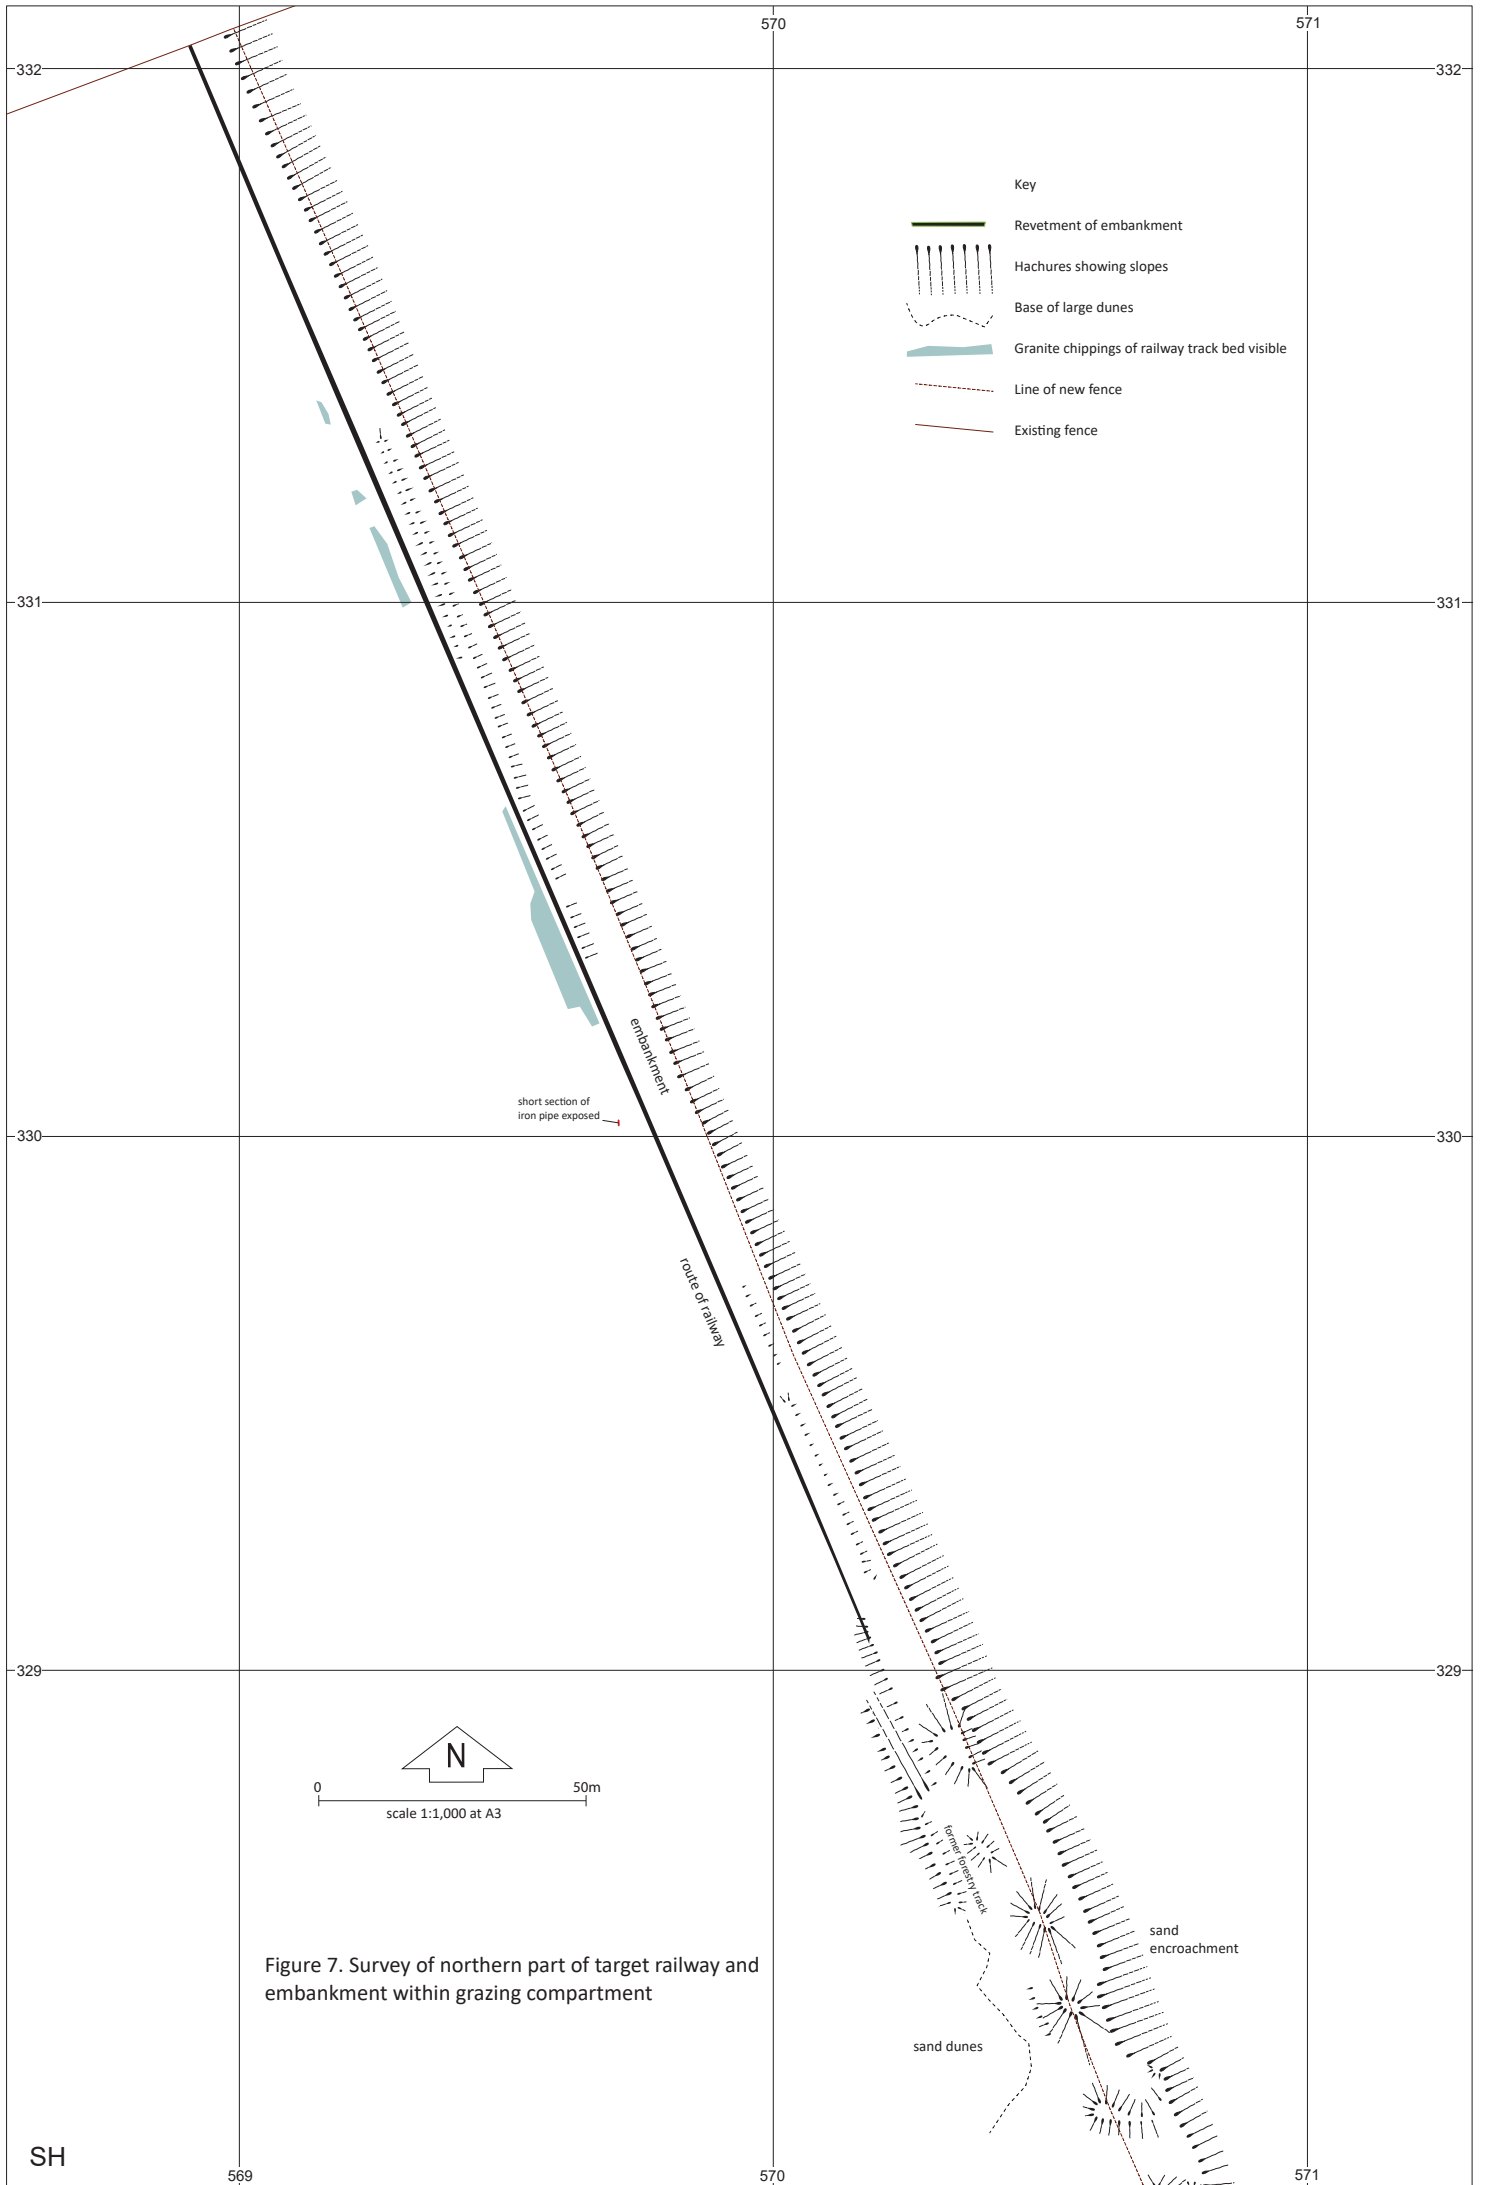 570
571
332
332
Key
Revetment of embankment
Hachures showing slopes
Base of large dunes
Granite chippings of railway track bed visible
Line of new fence
Existing fence
331
331
embankment
short section of
iron pipe exposed
330
330
route of railway
329
329
N
0
50m
scale 1:1,000 at A3
former forestry track
sand
encroachment
Figure 7. Survey of northern part of target railway and
embankment within grazing compartment
sand dunes
SH
569
570
571